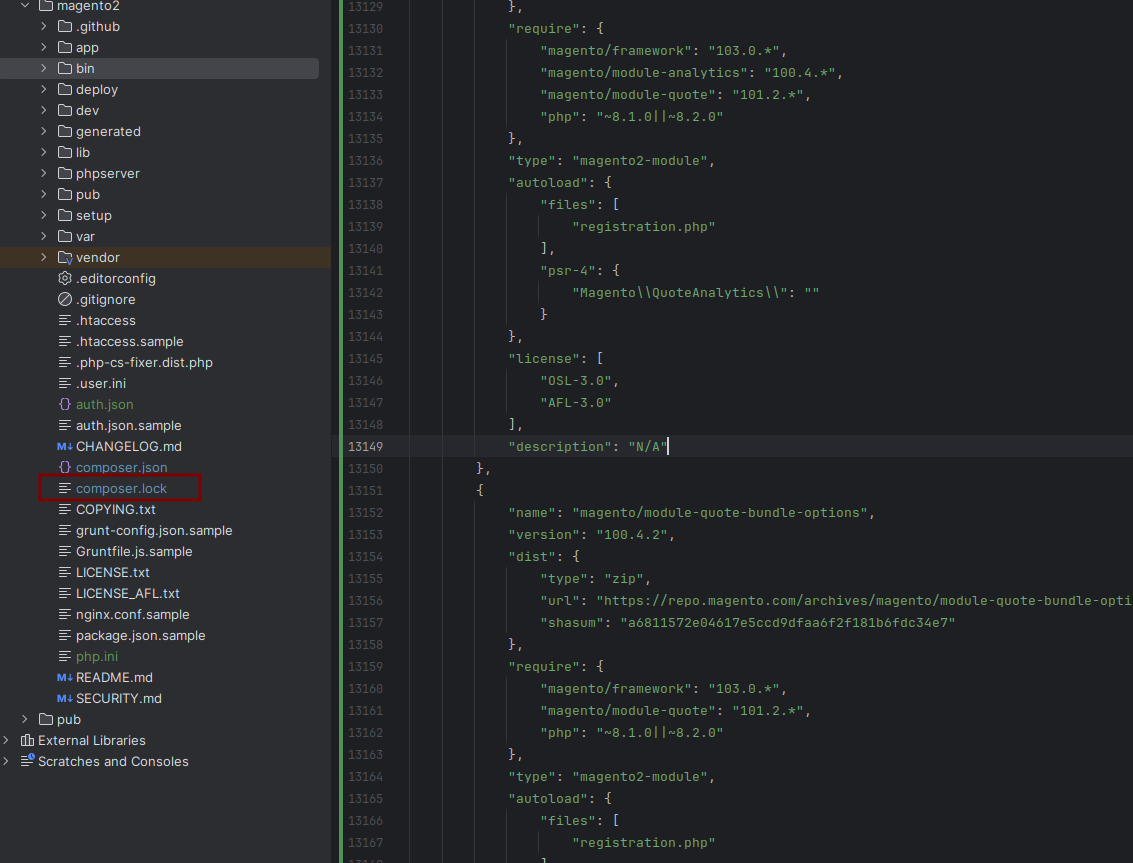 magento2
.github
app
bin
deploy
dev
generated
lib
phpserver
pub
setup
var
vendor
.editorconfig
.gitignore
.htaccess
.htaccess.sample
.php-cs-fixer.dist.php
.user.ini
auth.json
auth.json.sample
CHANGELOG.md
composer.json
composer.lock
COPYING.txt
grunt-config.json.sample
Gruntfile.js.sample
LICENSE.txt
LICENSE_AFL.txt
nginx.conf.sample
package.json.sample
php.ini
README.md
SECURITY.md
pub
External Libraries
Scratches and Consoles
13129 },
13130 "require": {
13131 "magento/framework": "103.0.*",
13132 "magento/module-analytics": "100.4.*",
13133 "magento/module-quote": "101.2.*",
13134 "php": "~8.1.0||~8.2.0"
13135 },
13136 "type": "magento2-module",
13137 "autoload": {
13138 "files": [
13139 "registration.php"
13140 ],
13141 "psr-4": {
13142 "Magento\\QuoteAnalytics\\": ""
13143 }
13144 },
13145 "license": [
13146 "OSL-3.0",
13147 "AFL-3.0"
13148 ],
13149 "description": "N/A"
13150 },
13151 {
13152 "name": "magento/module-quote-bundle-options",
13153 "version": "100.4.2",
13154 "dist": {
13155 "type": "zip",
13156 "url": "https://repo.magento.com/archives/magento/module-quote-bundle-opti
13157 "shasum": "a6811572e04617e5ccd9dfaa6f2f181b6fdc34e7"
13158 },
13159 "require": {
13160 "magento/framework": "103.0.*",
13161 "magento/module-quote": "101.2.*",
13162 "php": "~8.1.0||~8.2.0"
13163 },
13164 "type": "magento2-module",
13165 "autoload": {
13166 "files": [
13167 "registration.php"